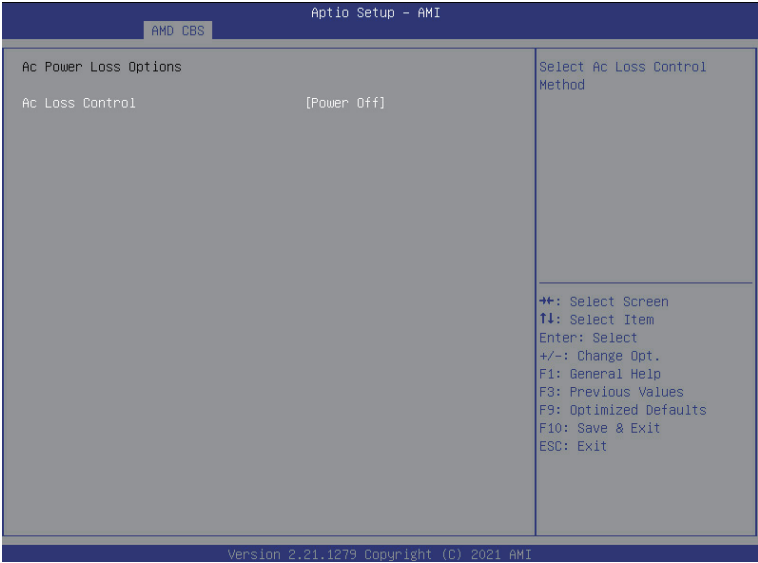 Aptio Setup – AMI
AMD CBS
Ac Power Loss Options
Ac Loss Control [Power Off]
Select Ac Loss Control
Method
→←: Select Screen
↑↓: Select Item
Enter: Select
+/-: Change Opt.
F1: General Help
F3: Previous Values
F9: Optimized Defaults
F10: Save & Exit
ESC: Exit
Version 2.21.1279 Copyright (C) 2021 AMI